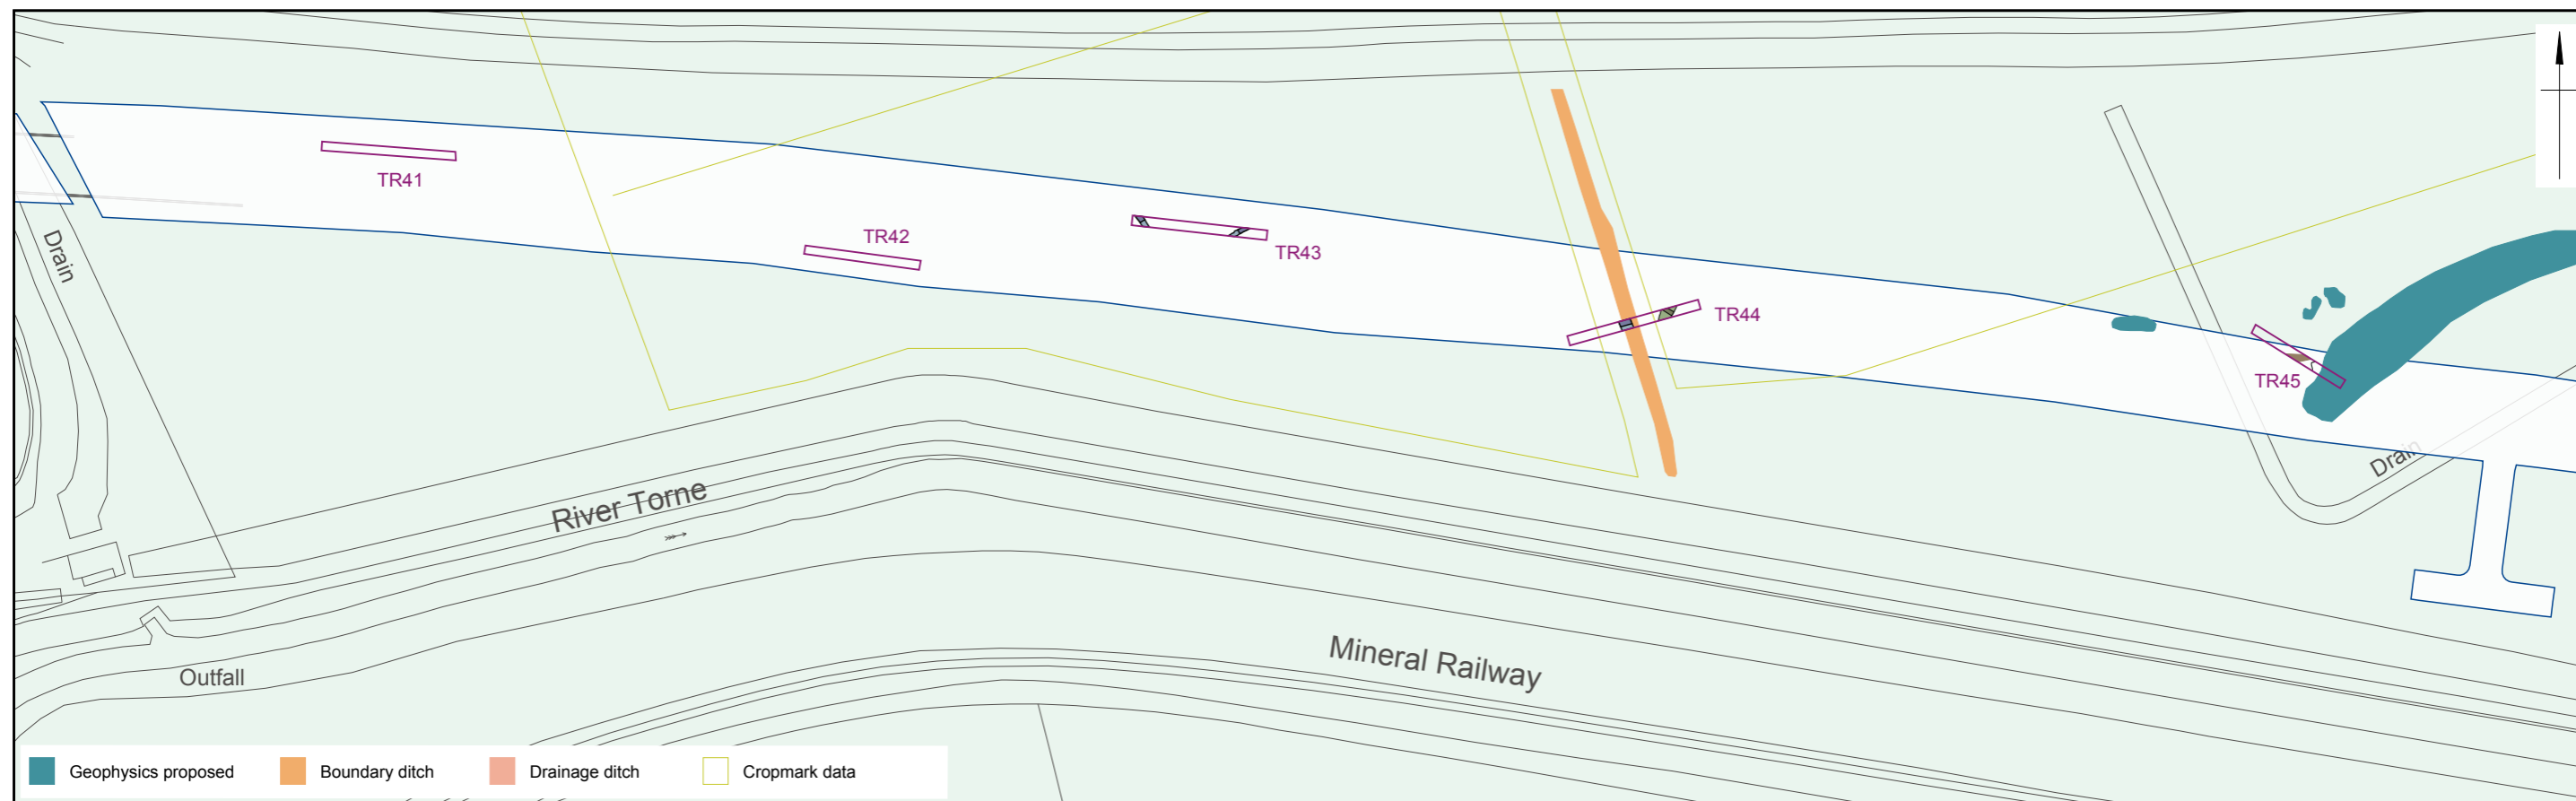 TR41
TR42
TR43
TR44
TR45
Drain
Drain
River Torne
Mineral Railway
Outfall
Geophysics proposed
Boundary ditch
Drainage ditch
Cropmark data